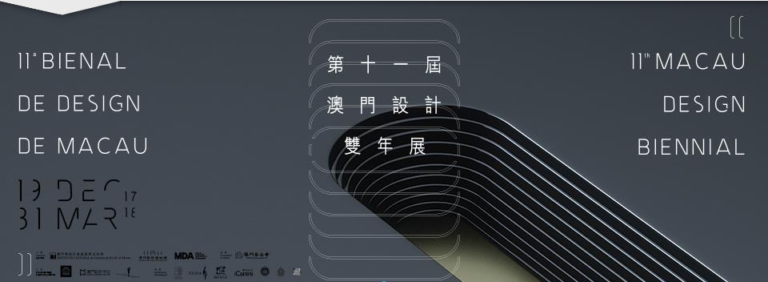 11ª BIENAL
DE DESIGN
DE MACAU
19 DEC 17
31 MAR 18
第十一屆
澳門設計
雙年展
11th MACAU
DESIGN
BIENNIAL
MDA